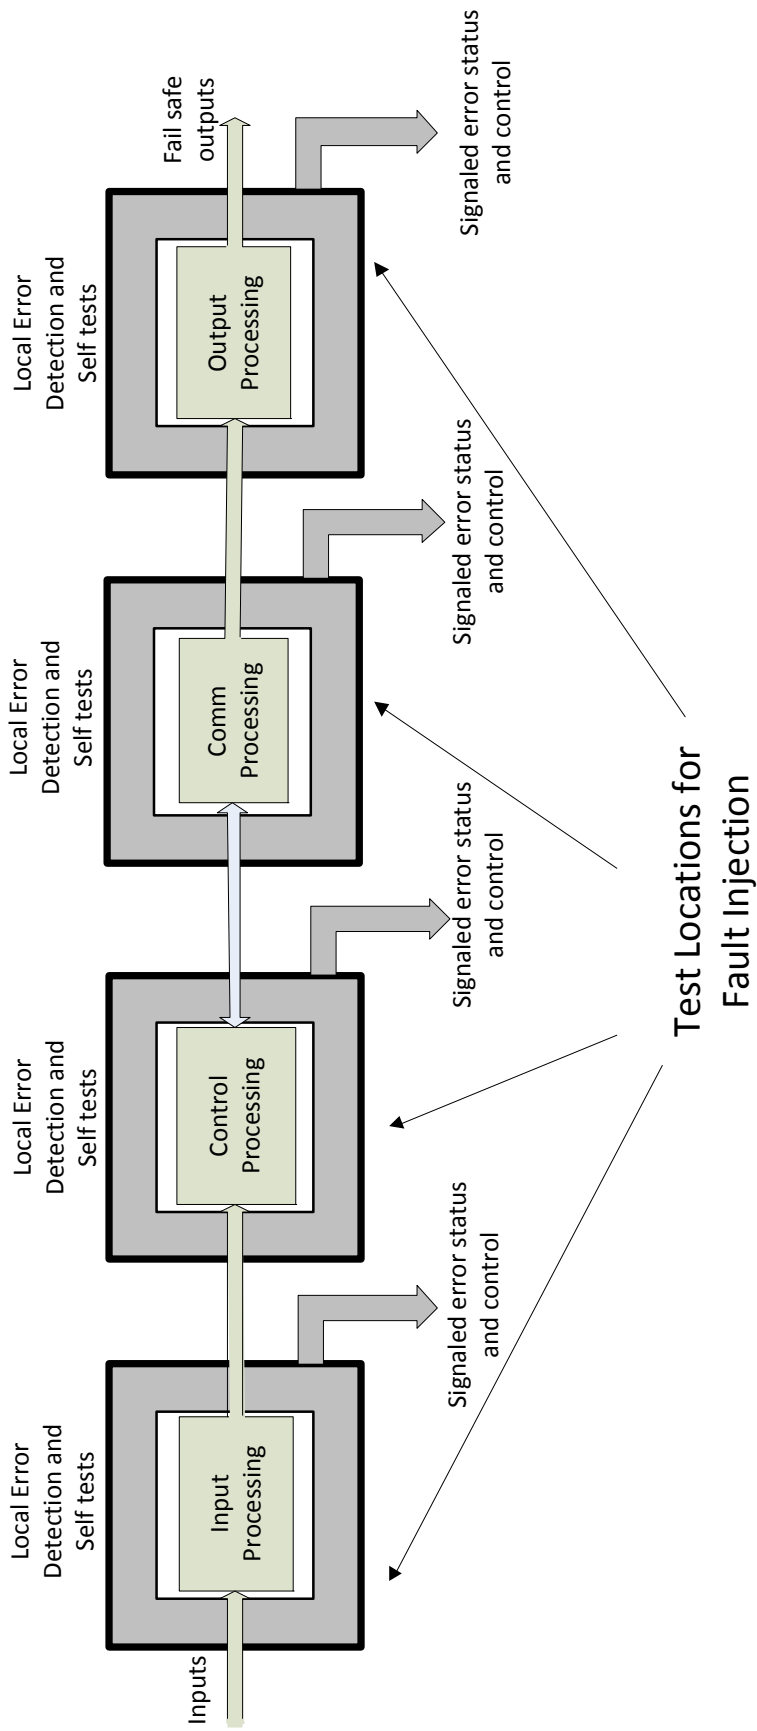 Local Error
Detection and
Self tests
Local Error
Detection and
Self tests
Local Error
Detection and
Self tests
Local Error
Detection and
Self tests
Inputs
Input
Processing
Control
Processing
Comm
Processing
Output
Processing
Fail safe
outputs
Signaled error status
and control
Signaled error status
and control
Signaled error status
and control
Signaled error status
and control
Test Locations for
Fault Injection